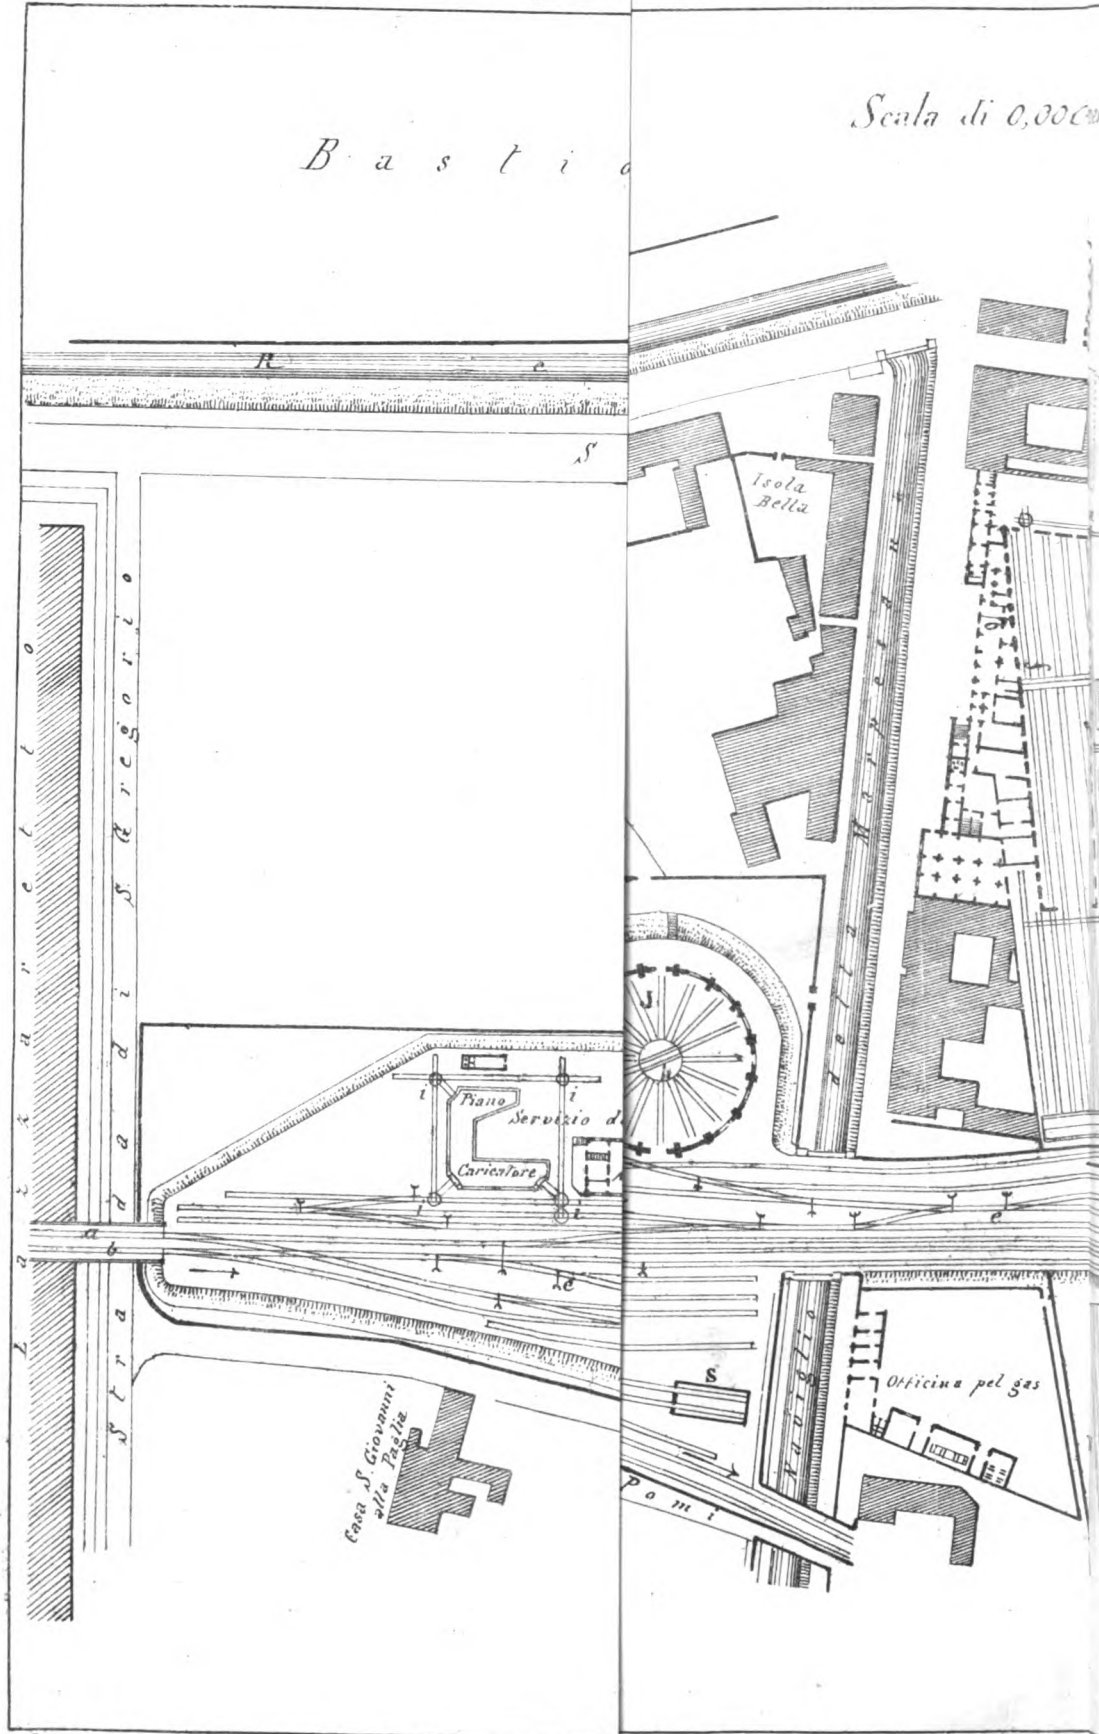 Scala di 0,00
Bastio
R e
S
Isola
Bella
Lazzaretto
Strada di S. Gregorio
Naviglio della Martesana
f
J
i
i
Piano
Servizio d
Caricatore
i
i
a
b
e
e
S
Officina pel gas
Casa S. Giovanni
alla Paglia
Pomi